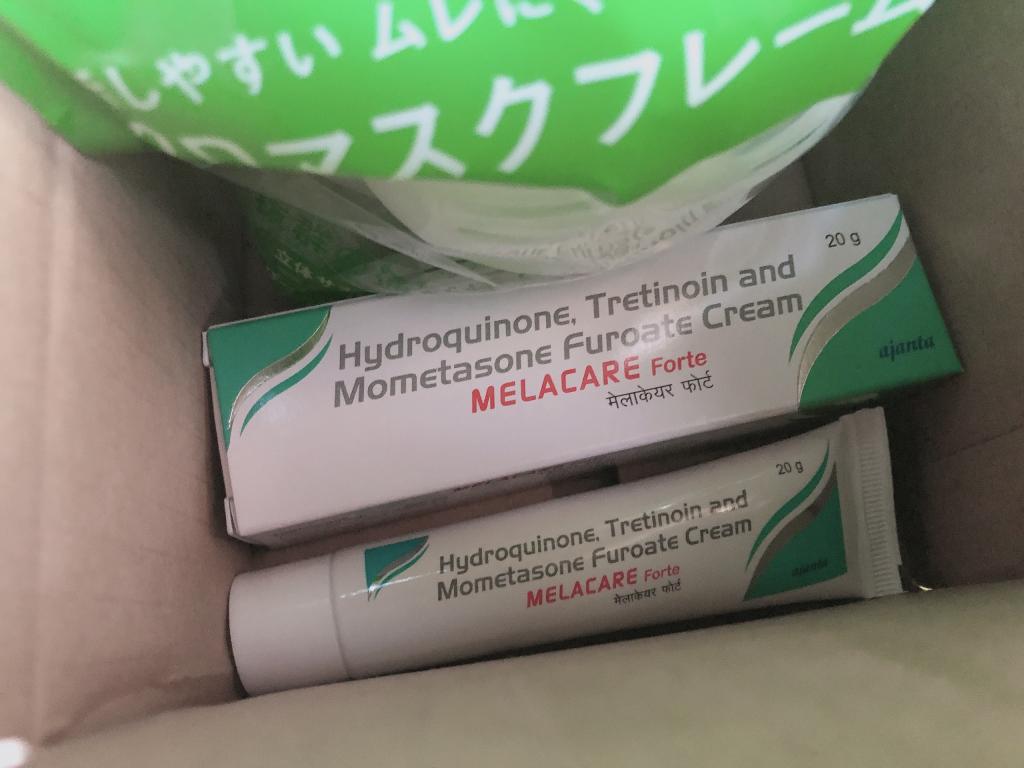 しやすい ムレに
マスクフレーム
20 g
Hydroquinone, Tretinoin and
Mometasone Furoate Cream
MELACARE Forte
मेलाकेयर फोर्ट
ajanta
20 g
Hydroquinone, Tretinoin and
Mometasone Furoate Cream
MELACARE Forte
मेलाकेयर फोर्ट
ajanta